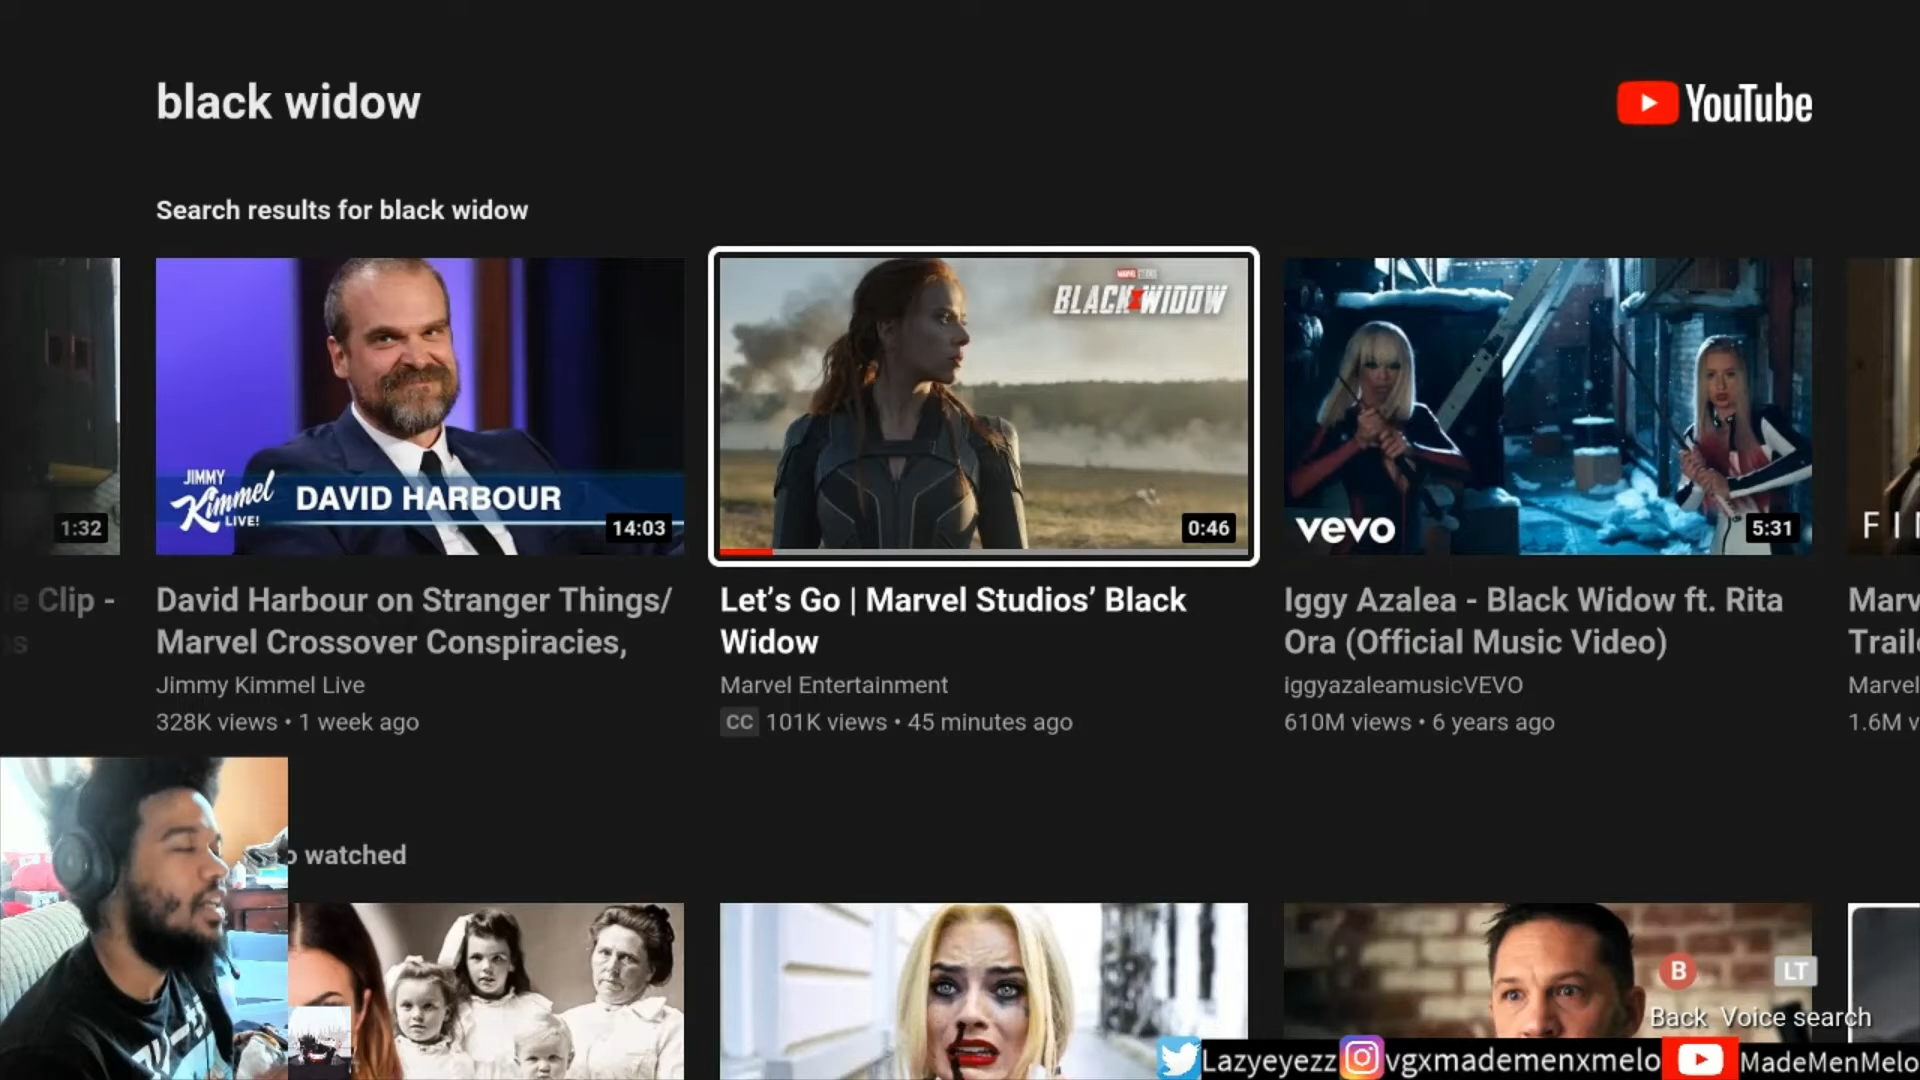 black widow
YouTube
Search results for black widow
1:32
JIMMY
Kimmel
LIVE!
DAVID HARBOUR
14:03
MARVEL STUDIOS
BLACK WIDOW
0:46
vevo
5:31
FI
e Clip -
s
David Harbour on Stranger Things/
Marvel Crossover Conspiracies,
Jimmy Kimmel Live
328K views • 1 week ago
Let’s Go | Marvel Studios’ Black
Widow
Marvel Entertainment
CC 101K views • 45 minutes ago
Iggy Azalea - Black Widow ft. Rita
Ora (Official Music Video)
iggyazaleamusicVEVO
610M views • 6 years ago
Marv
Traile
Marvel
1.6M v
o watched
B
LT
Back Voice search
Lazyeyezz
vgxmademenxmelo
MadeMenMelo